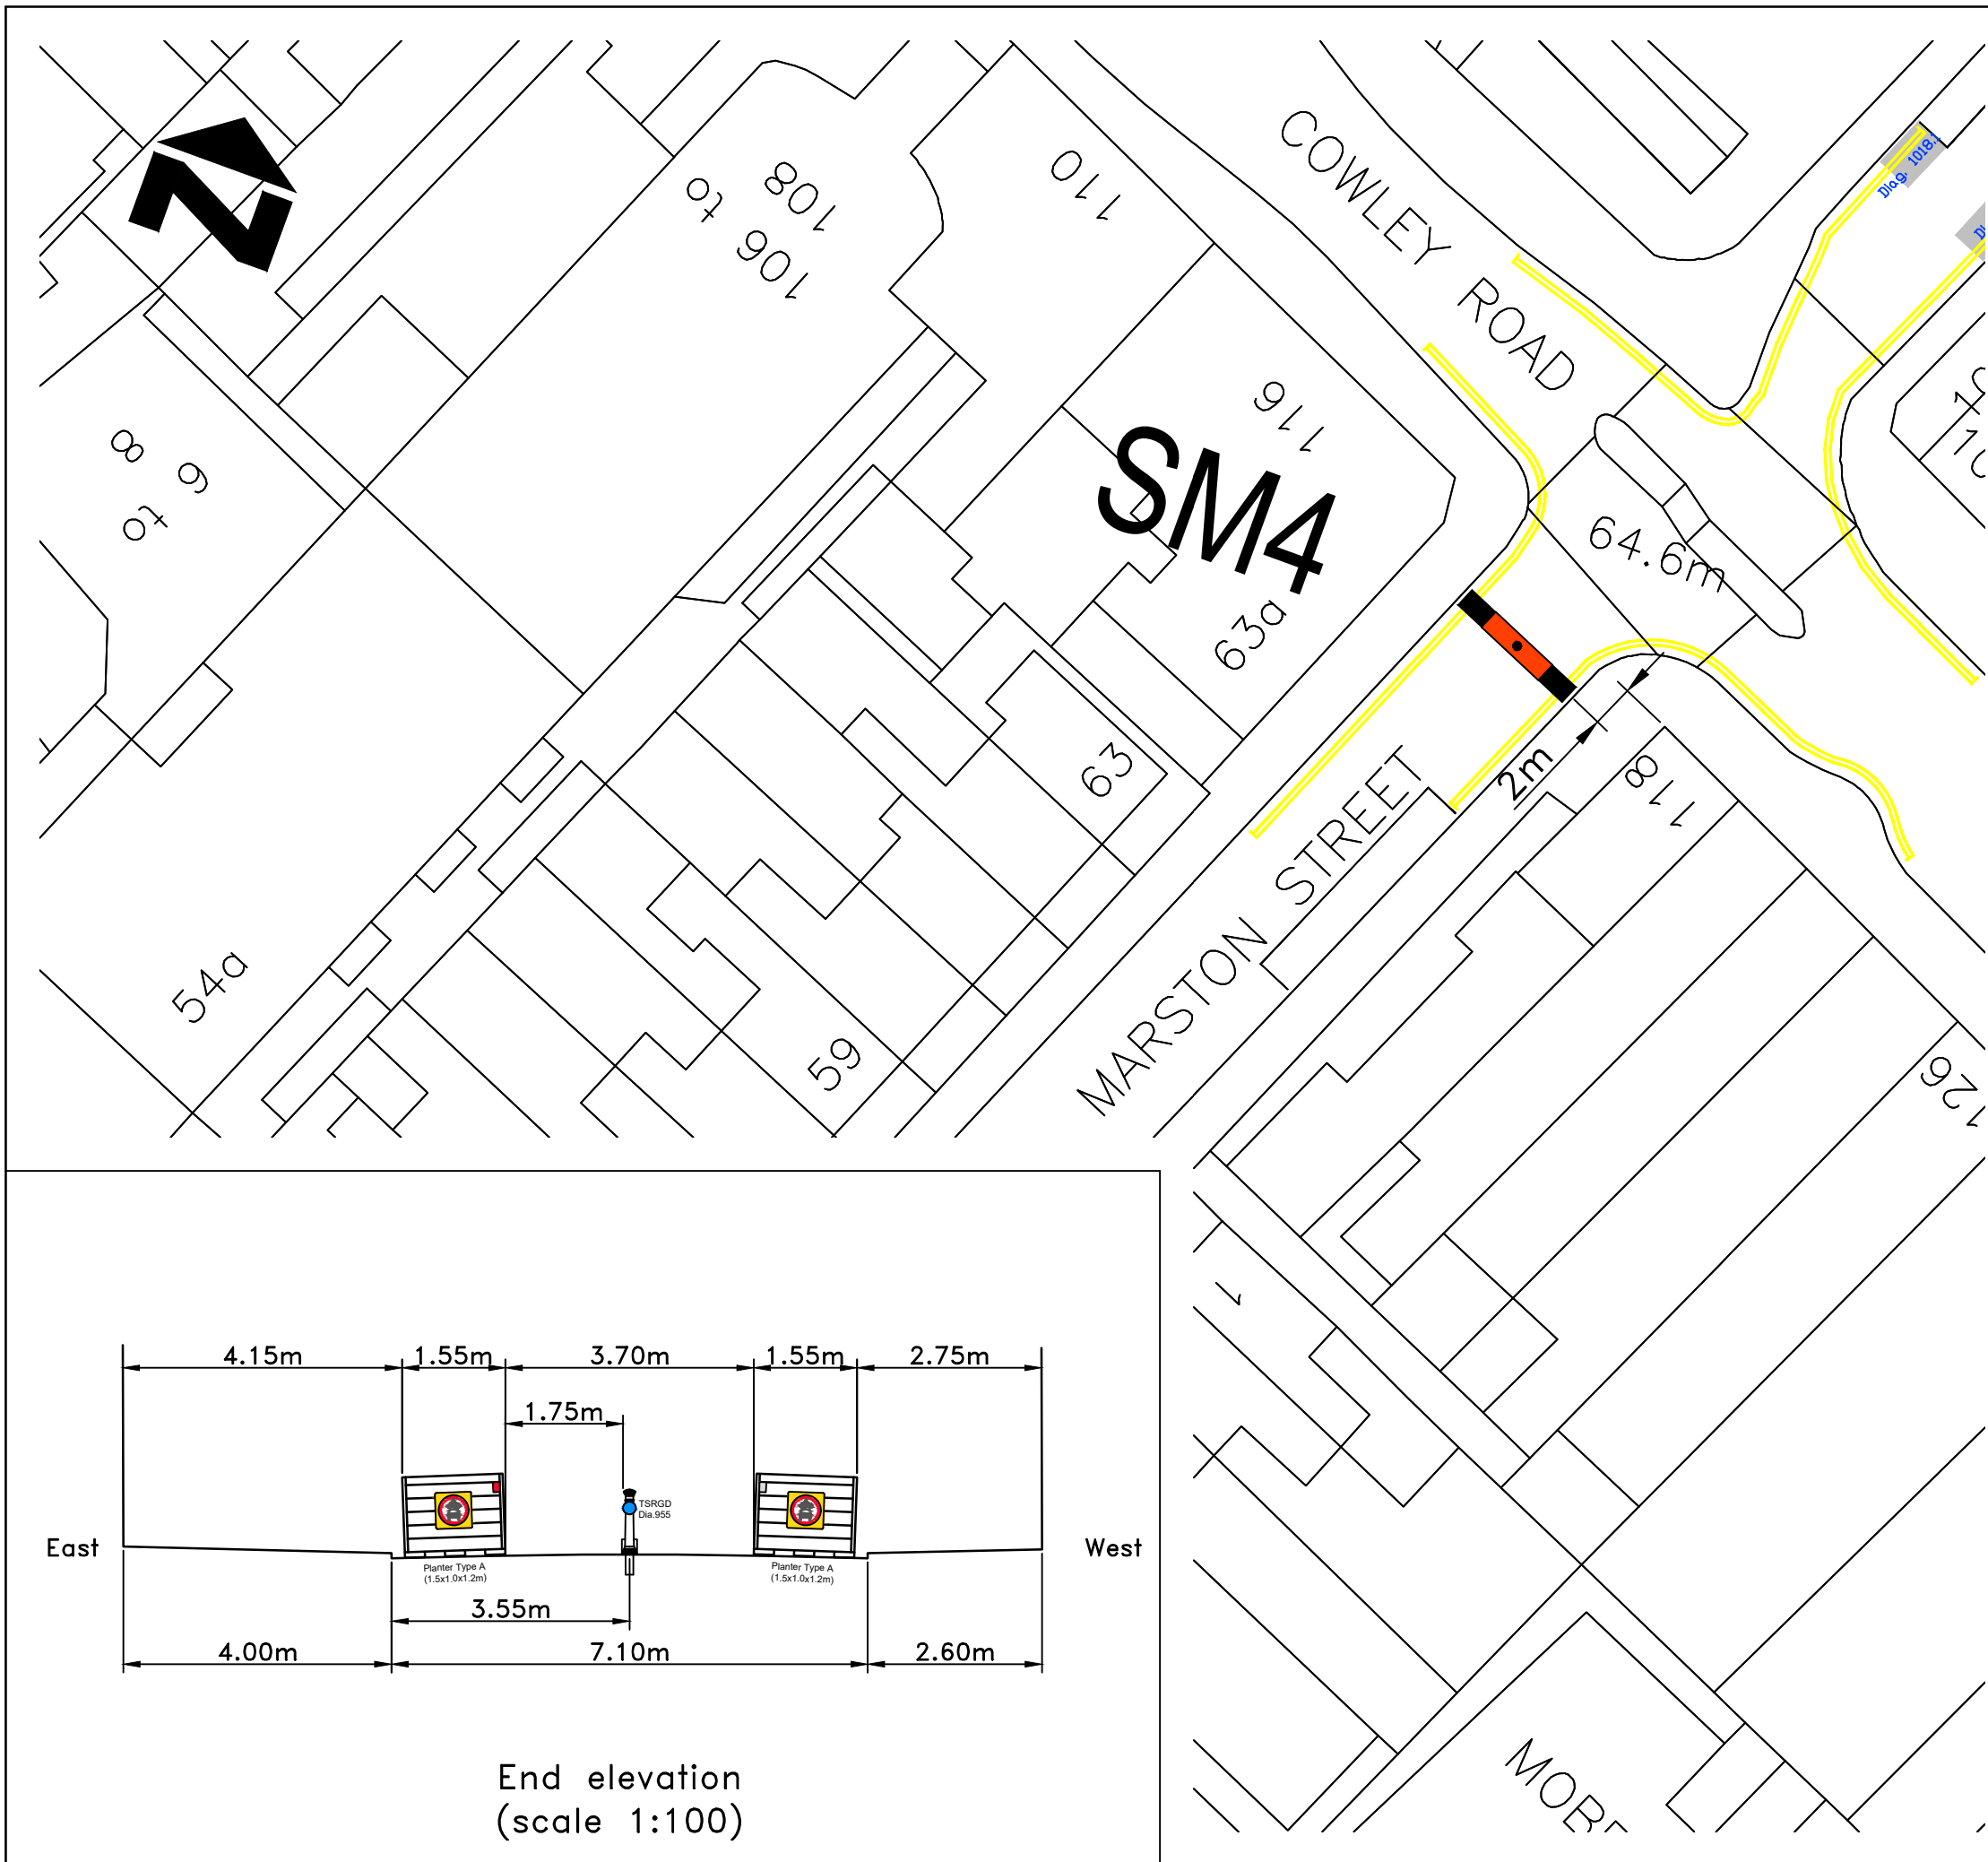 COWLEY ROAD
Diag. 1018.1
108
106 to
110
116
8
to 6
SM4
64.6m
63a
63
2m
118
MARSTON STREET
54a
59
126
1
4.15m 1.55m 3.70m 1.55m 2.75m
1.75m
TSRGD
Dia.955
East
West
Planter Type A
(1.5x1.0x1.2m)
Planter Type A
(1.5x1.0x1.2m)
3.55m
4.00m 7.10m 2.60m
End elevation
(scale 1:100)